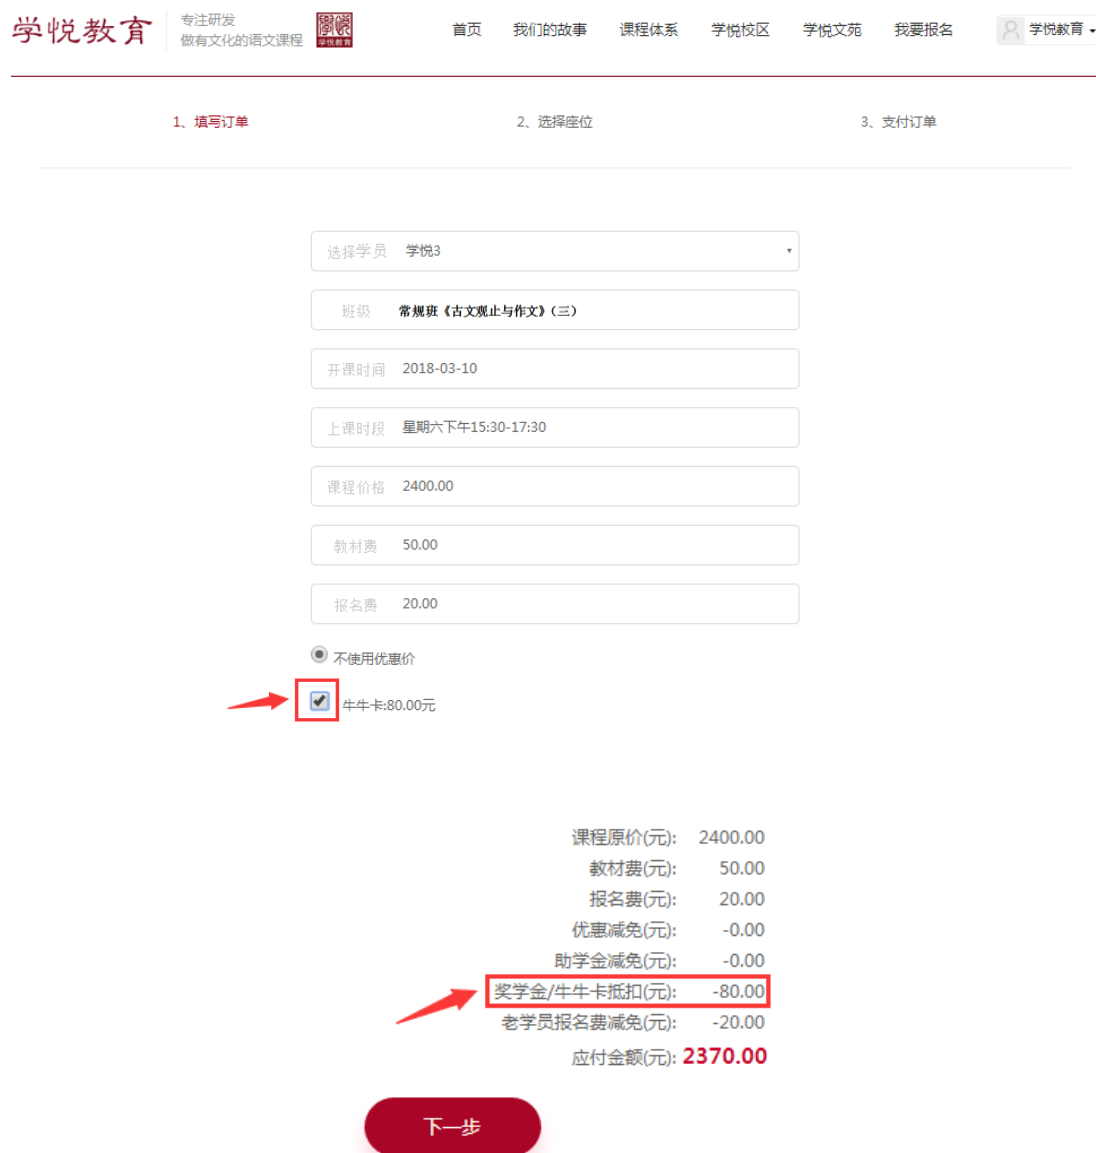 学悦教育
专注研发
做有文化的语文课程
学悦教育
首页 我们的故事 课程体系 学悦校区 学悦文苑 我要报名 学悦教育
1、填写订单 2、选择座位 3、支付订单
选择学员 学悦3
班级 常规班《古文观止与作文》(三)
开课时间 2018-03-10
上课时段 星期六下午15:30-17:30
课程价格 2400.00
教材费 50.00
报名费 20.00
不使用优惠价
牛牛卡:80.00元
课程原价(元): 2400.00
教材费(元): 50.00
报名费(元): 20.00
优惠减免(元): -0.00
助学金减免(元): -0.00
奖学金/牛牛卡抵扣(元): -80.00
老学员报名费减免(元): -20.00
应付金额(元): 2370.00
下一步